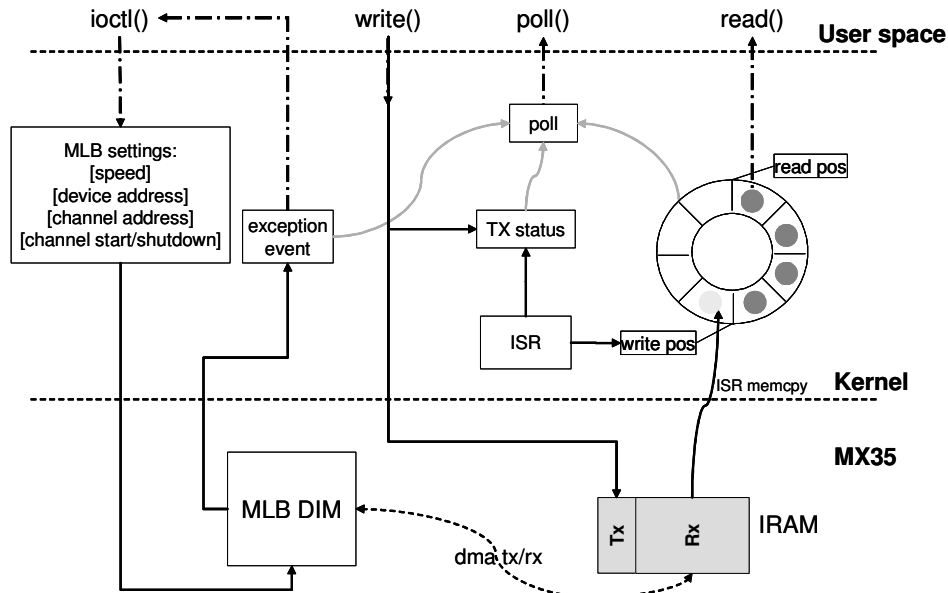 ioctl()
write()
poll()
read()
User space
poll
MLB settings:
[speed]
[device address]
[channel address]
[channel start/shutdown]
read pos
exception
event
TX status
ISR
write pos
ISR memcpy
Kernel
MX35
MLB DIM
Tx
Rx
IRAM
dma tx/rx